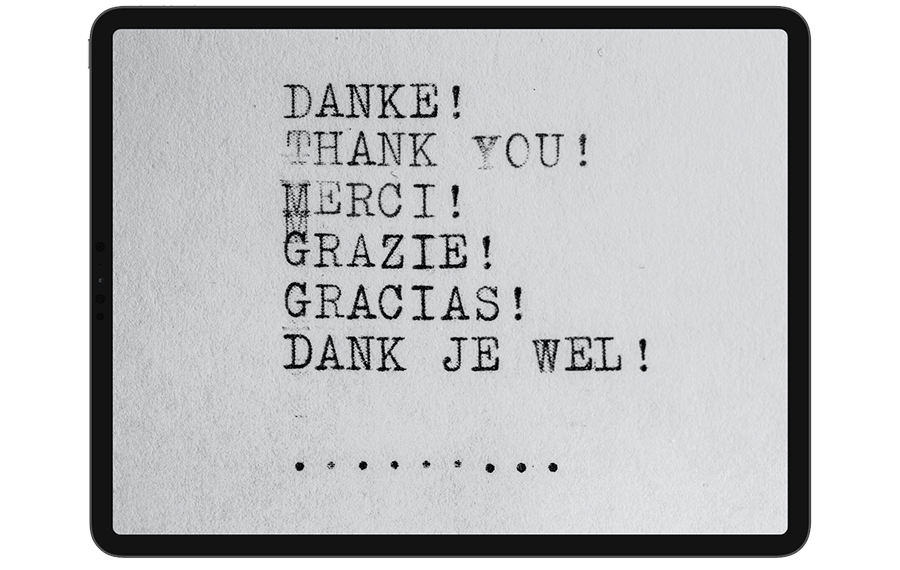 DANKE!
THANK YOU!
MERCI!
GRAZIE!
GRACIAS!
DANK JE WEL!
.........